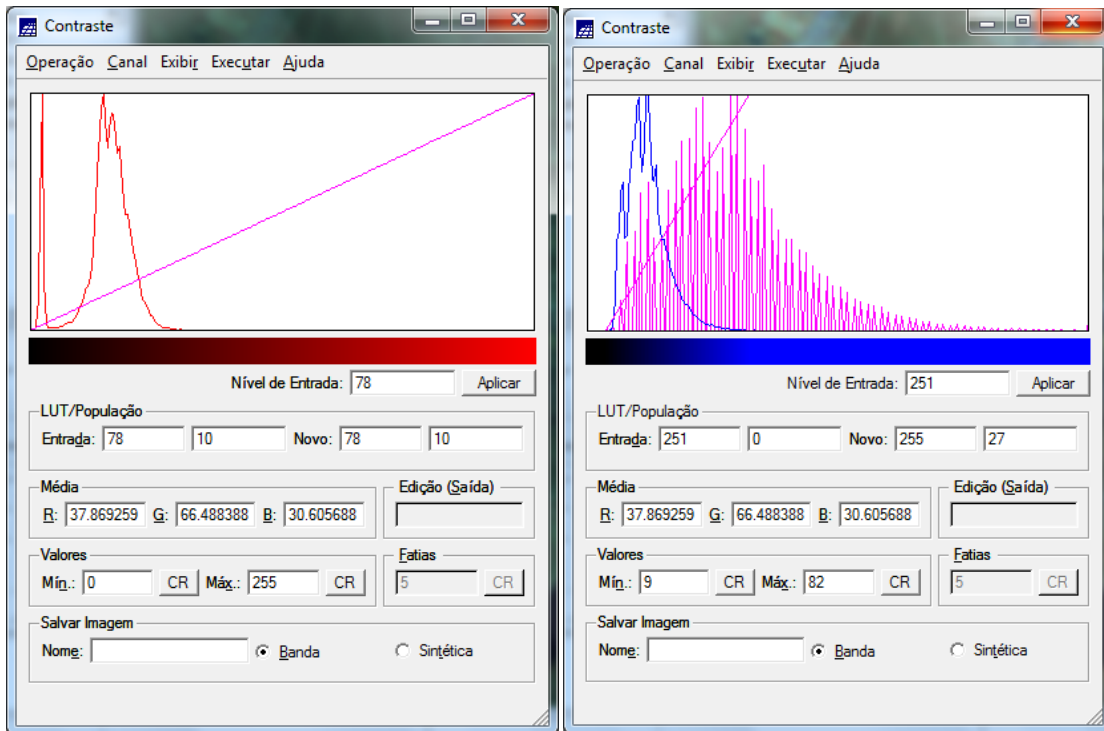 Contraste
Operação Canal Exibir Executar Ajuda
Nível de Entrada: 78 Aplicar
LUT/População
Entrada: 78 10 Novo: 78 10
Média
R: 37.869259 G: 66.488388 B: 30.605688
Edição (Saída)
Valores
Mín.: 0 CR Máx.: 255 CR
Fatias
5 CR
Salvar Imagem
Nome: Banda Sintética
Contraste
Operação Canal Exibir Executar Ajuda
Nível de Entrada: 251 Aplicar
LUT/População
Entrada: 251 0 Novo: 255 27
Média
R: 37.869259 G: 66.488388 B: 30.605688
Edição (Saída)
Valores
Mín.: 9 CR Máx.: 82 CR
Fatias
5 CR
Salvar Imagem
Nome: Banda Sintética